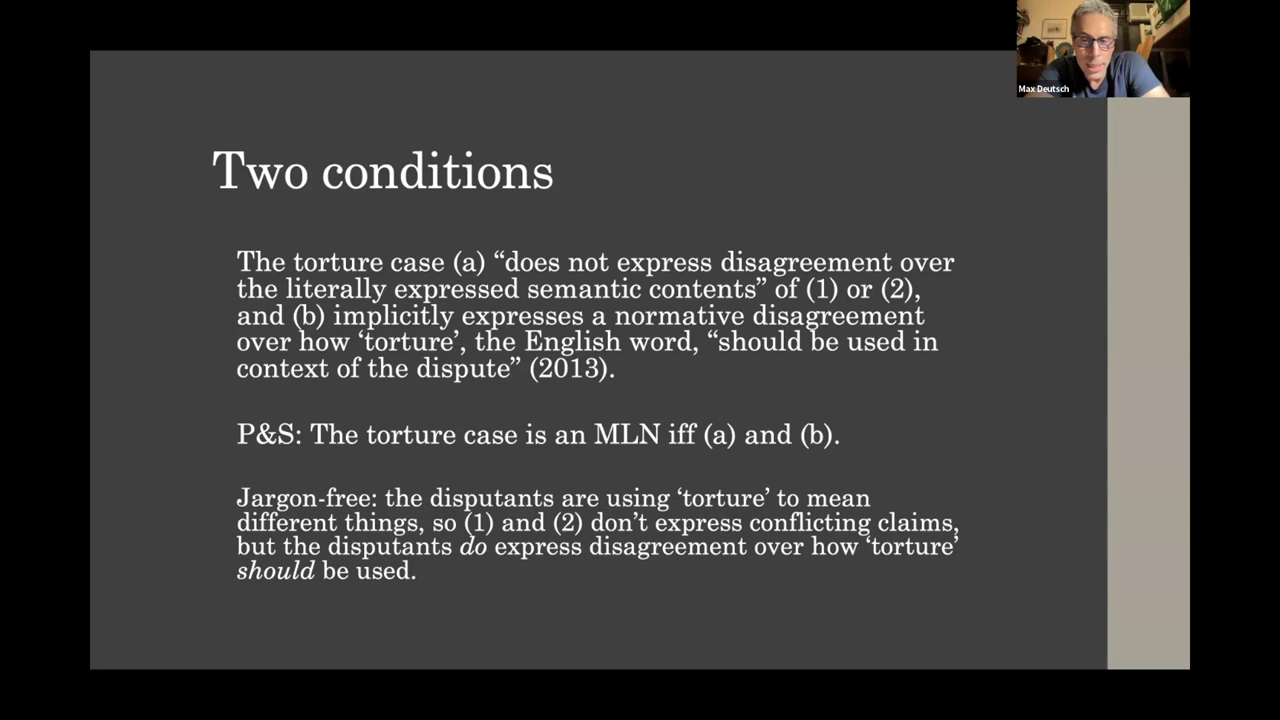 Max Deutsch
Two conditions
The torture case (a) “does not express disagreement over
the literally expressed semantic contents” of (1) or (2),
and (b) implicitly expresses a normative disagreement
over how ‘torture’, the English word, “should be used in
context of the dispute” (2013).
P&S: The torture case is an MLN iff (a) and (b).
Jargon-free: the disputants are using ‘torture’ to mean
different things, so (1) and (2) don’t express conflicting claims,
but the disputants do express disagreement over how ‘torture’
should be used.